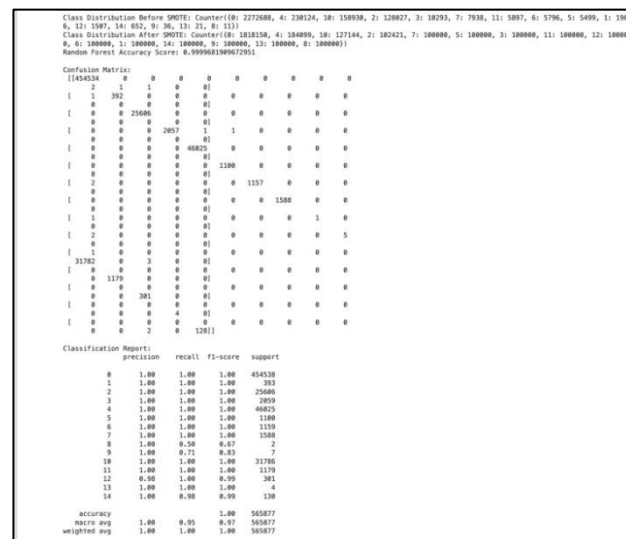 Class Distribution Before SMOTE: Counter({0: 2272688, 4: 230124, 10: 158930, 2: 128027, 3: 10293, 7: 7938, 11: 5897, 6: 5796, 5: 5499, 1: 196
6, 12: 1507, 14: 652, 9: 36, 13: 21, 8: 11})
Class Distribution After SMOTE: Counter({0: 1818150, 4: 184099, 10: 127144, 2: 102421, 7: 100000, 5: 100000, 3: 100000, 11: 100000, 12: 10000
0, 6: 100000, 1: 100000, 14: 100000, 9: 100000, 13: 100000, 8: 100000})
Random Forest Accuracy Score: 0.9999681909672951
Confusion Matrix:
[[454534 0 0 0 0 0 0 0 0 0
2 1 1 0 0]
[ 1 392 0 0 0 0 0 0 0 0
0 0 0 0 0]
[ 0 0 25606 0 0 0 0 0 0 0
0 0 0 0 0]
[ 0 0 0 2057 1 1 0 0 0 0
0 0 0 0 0]
[ 0 0 0 0 46025 0 0 0 0 0
0 0 0 0 0]
[ 0 0 0 0 0 1100 0 0 0 0
0 0 0 0 0]
[ 2 0 0 0 0 0 1157 0 0 0
0 0 0 0 0]
[ 0 0 0 0 0 0 0 1588 0 0
0 0 0 0 0]
[ 1 0 0 0 0 0 0 0 1 0
0 0 0 0 0]
[ 2 0 0 0 0 0 0 0 0 5
0 0 0 0 0]
[ 1 0 0 0 0 0 0 0 0 0
31782 0 3 0 0]
[ 0 0 0 0 0 0 0 0 0 0
0 1179 0 0 0]
[ 0 0 0 0 0 0 0 0 0 0
0 0 301 0 0]
[ 0 0 0 0 0 0 0 0 0 0
0 0 0 4 0]
[ 0 0 0 0 0 0 0 0 0 0
0 0 2 0 128]]
Classification Report:
precision recall f1-score support
0 1.00 1.00 1.00 454538
1 1.00 1.00 1.00 393
2 1.00 1.00 1.00 25606
3 1.00 1.00 1.00 2059
4 1.00 1.00 1.00 46025
5 1.00 1.00 1.00 1100
6 1.00 1.00 1.00 1159
7 1.00 1.00 1.00 1588
8 1.00 0.50 0.67 2
9 1.00 0.71 0.83 7
10 1.00 1.00 1.00 31786
11 1.00 1.00 1.00 1179
12 0.98 1.00 0.99 301
13 1.00 1.00 1.00 4
14 1.00 0.98 0.99 130
accuracy 1.00 565877
macro avg 1.00 0.95 0.97 565877
weighted avg 1.00 1.00 1.00 565877